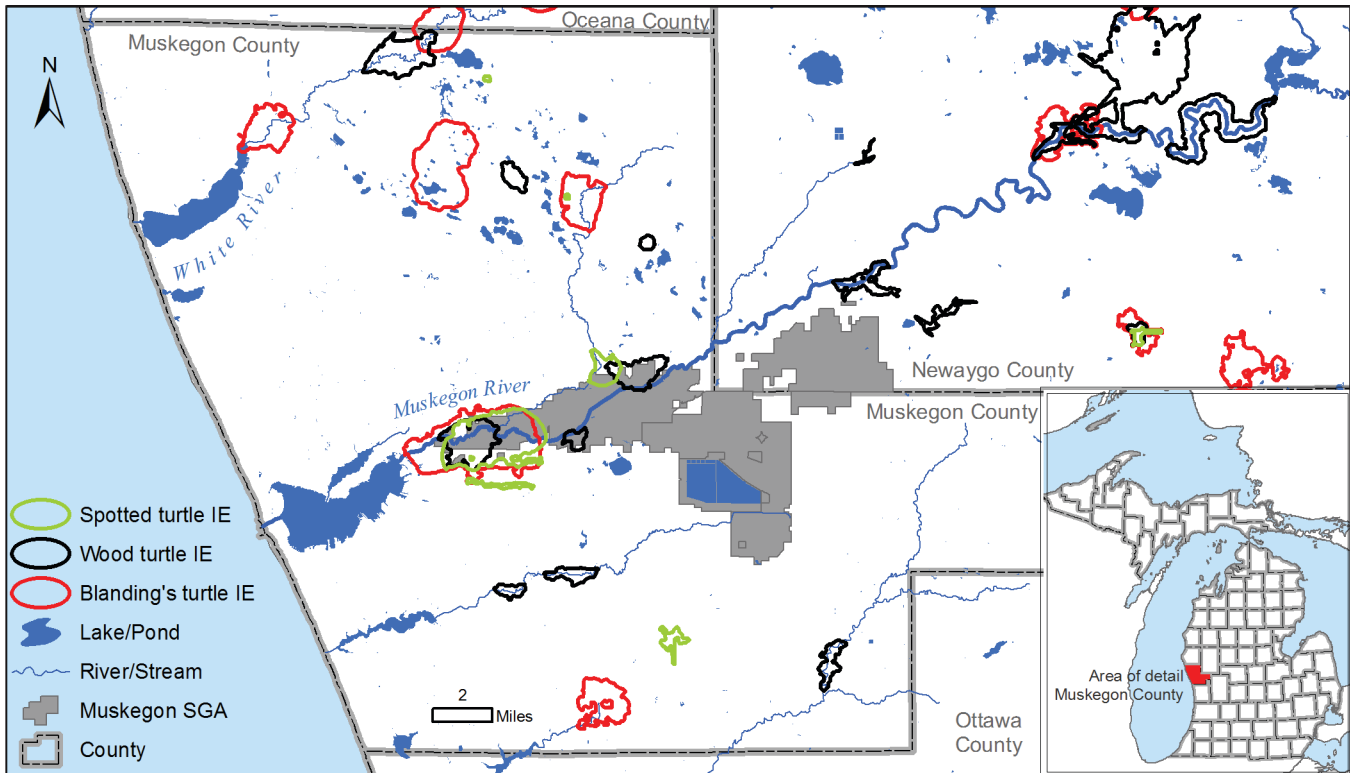 Oceana County
Muskegon County
N
White River
Muskegon River
Newaygo County
Muskegon County
Spotted turtle IE
Wood turtle IE
Blanding's turtle IE
Lake/Pond
River/Stream
Muskegon SGA
County
2
Miles
Ottawa
County
Area of detail
Muskegon County